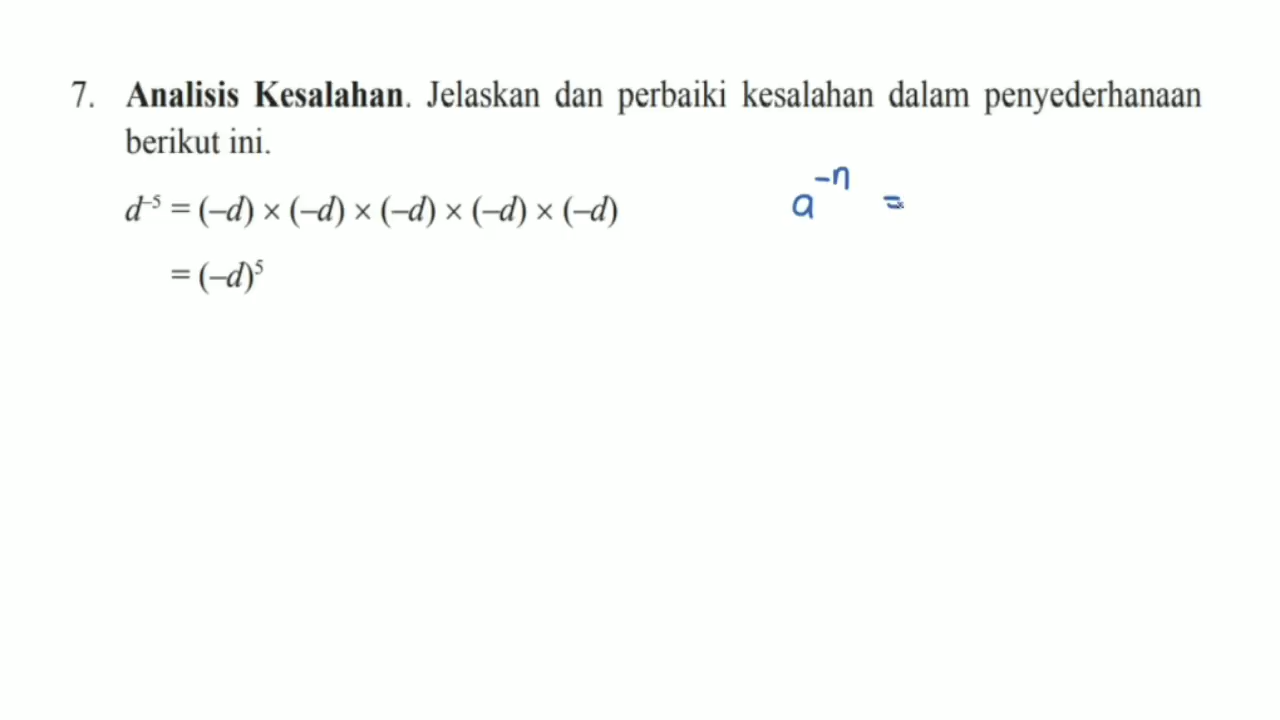 7. Analisis Kesalahan. Jelaskan dan perbaiki kesalahan dalam penyederhanaan
berikut ini.
d⁻⁵ = (–d) × (–d) × (–d) × (–d) × (–d)
a⁻ⁿ =
= (–d)⁵